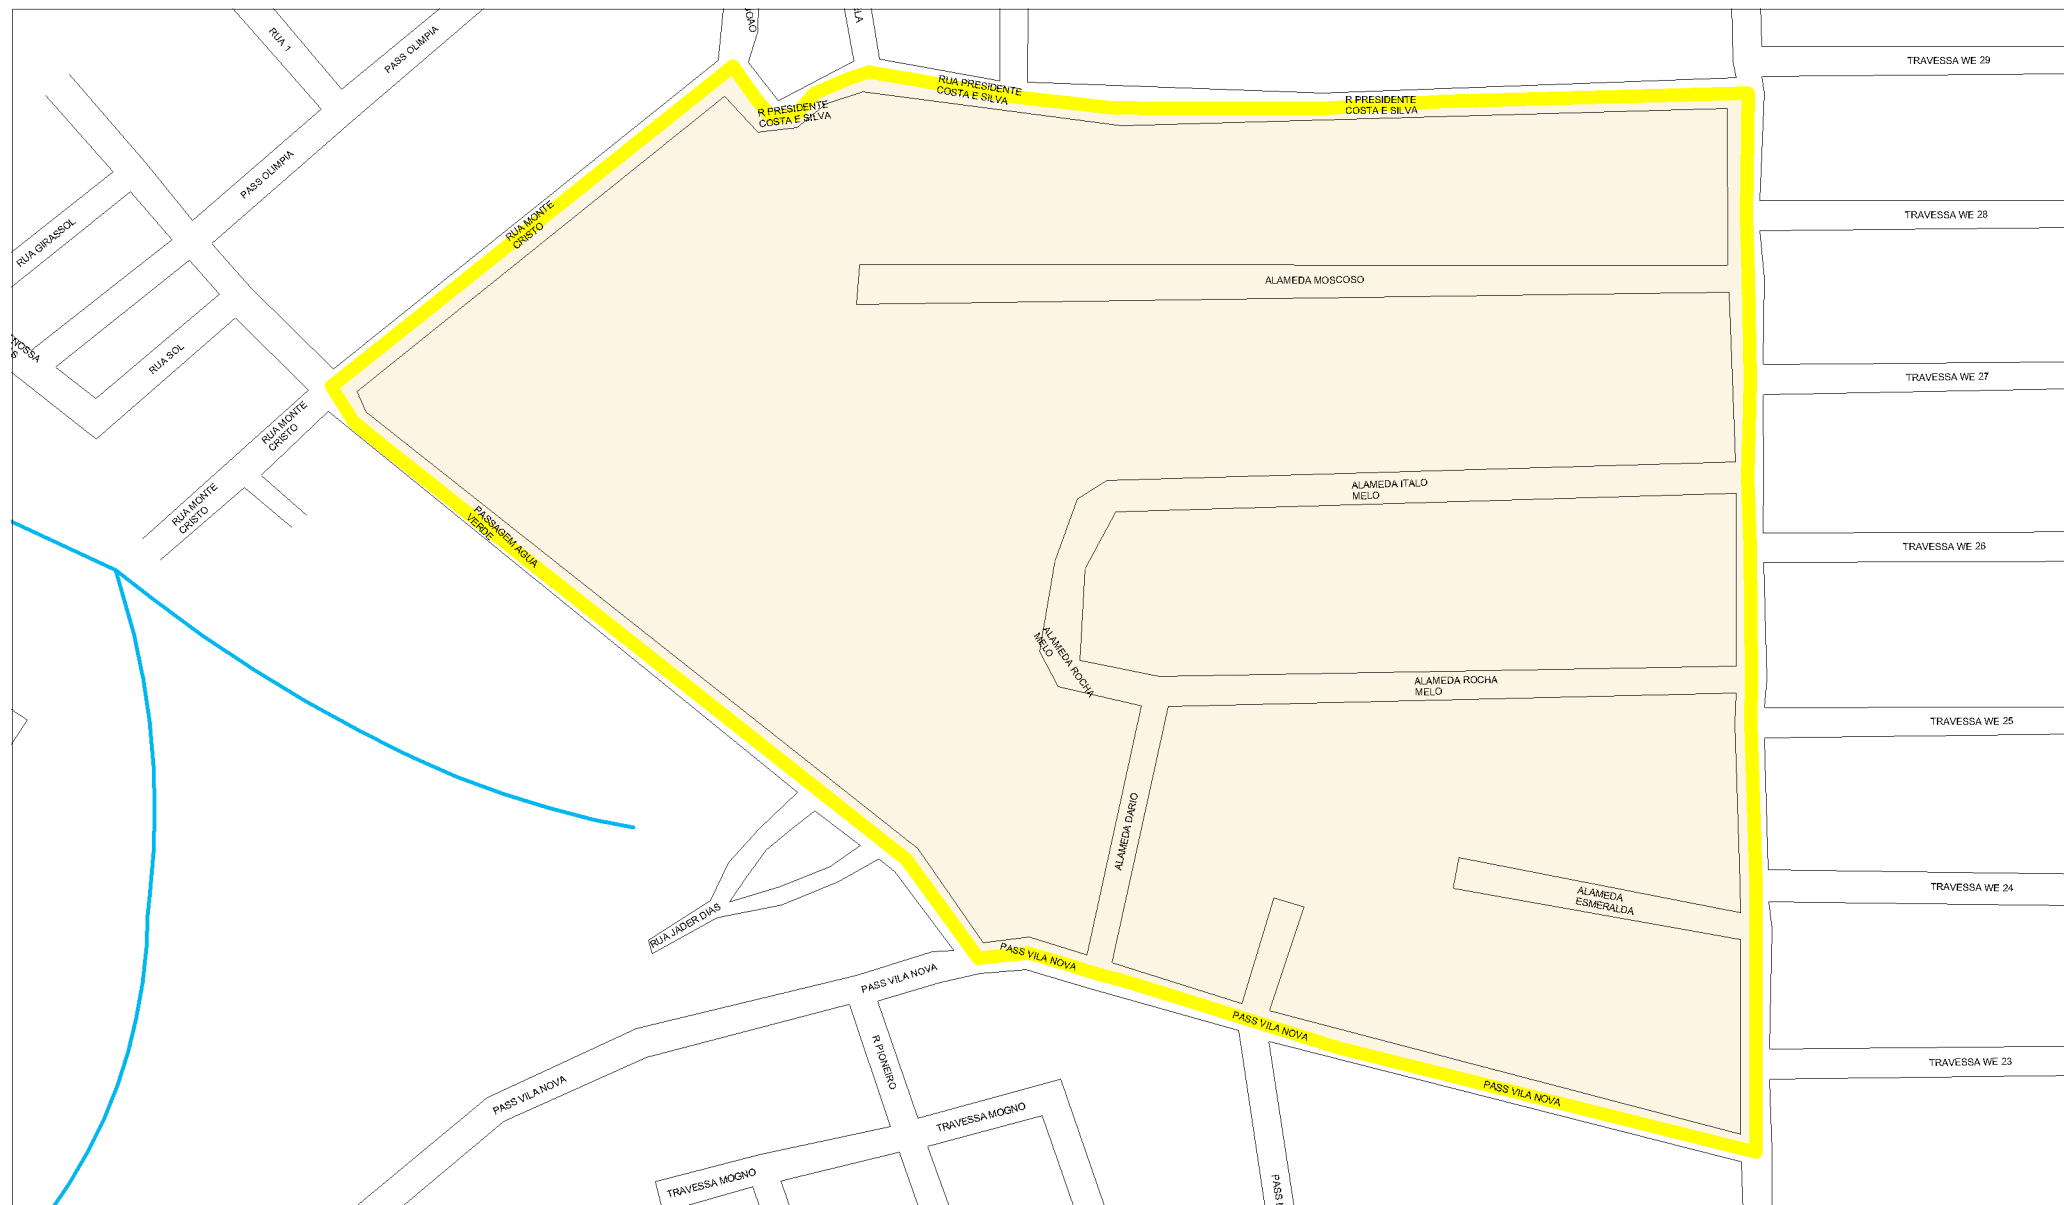 RUA 1
PASS OLIMPIA
JOAO
ELA
TRAVESSA WE 29
RUA PRESIDENTE
COSTA E SILVA
R PRESIDENTE
COSTA E SILVA
R PRESIDENTE
COSTA E SILVA
PASS OLIMPIA
RUA GIRASSOL
RUA MONTE
CRISTO
TRAVESSA WE 28
ALAMEDA MOSCOSO
NOSSA
S
RUA SOL
TRAVESSA WE 27
RUA MONTE
CRISTO
RUA MONTE
CRISTO
ALAMEDA ITALO
MELO
PASSAGEM AGUA
VERDE
TRAVESSA WE 26
ALAMEDA ROCHA
MELO
ALAMEDA ROCHA
MELO
TRAVESSA WE 25
ALAMEDA DARIO
TRAVESSA WE 24
ALAMEDA
ESMERALDA
RUA JADER DIAS
PASS VILA NOVA
PASS VILA NOVA
PASS VILA NOVA
R PIONEIRO
TRAVESSA WE 23
PASS VILA NOVA
PASS VILA NOVA
TRAVESSA MOGNO
TRAVESSA MOGNO
PASS